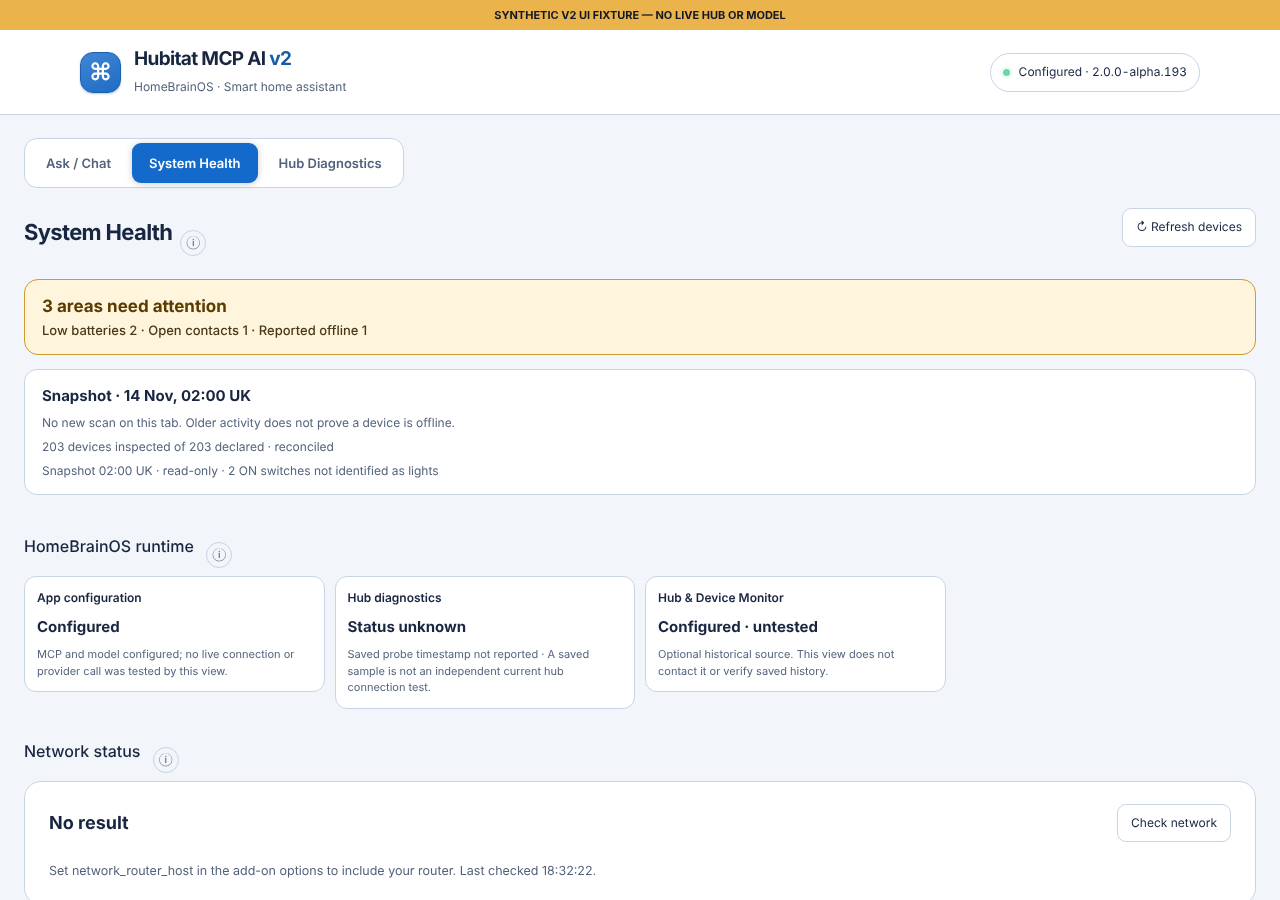 SYNTHETIC V2 UI FIXTURE — NO LIVE HUB OR MODEL
⌘
Hubitat MCP AI v2
HomeBrainOS · Smart home assistant
Configured · 2.0.0-alpha.193
Ask / Chat
System Health
Hub Diagnostics
System Health ⓘ
↻ Refresh devices
3 areas need attention
Low batteries 2 · Open contacts 1 · Reported offline 1
Snapshot · 14 Nov, 02:00 UK
No new scan on this tab. Older activity does not prove a device is offline.
203 devices inspected of 203 declared · reconciled
Snapshot 02:00 UK · read-only · 2 ON switches not identified as lights
HomeBrainOS runtime ⓘ
App configuration
Configured
MCP and model configured; no live connection or
provider call was tested by this view.
Hub diagnostics
Status unknown
Saved probe timestamp not reported · A saved
sample is not an independent current hub
connection test.
Hub & Device Monitor
Configured · untested
Optional historical source. This view does not
contact it or verify saved history.
Network status ⓘ
No result
Check network
Set network_router_host in the add-on options to include your router. Last checked 18:32:22.